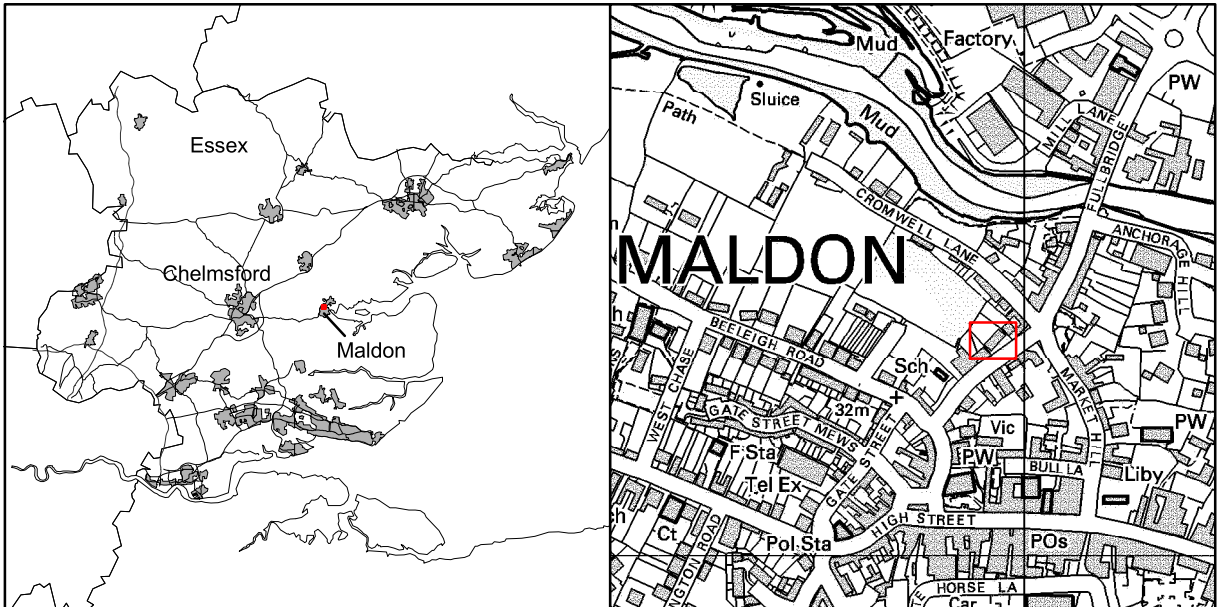 Essex
Chelmsford
Maldon
Mud
Factory
PW
Sluice
Path
Mud
MILL LANE
FULLBRIDGE
CROMWELL LANE
ANCHORAGE HILL
MALDON
BEELEIGH ROAD
WEST CHASE
Sch
32m
MARKET HILL
GATE STREET MEWS
GATE STREET
Vic
PW
F Sta
PW
BULL LA
Liby
Tel Ex
HIGH STREET
Ct
Pol Sta
POs
HORSE LA
Car